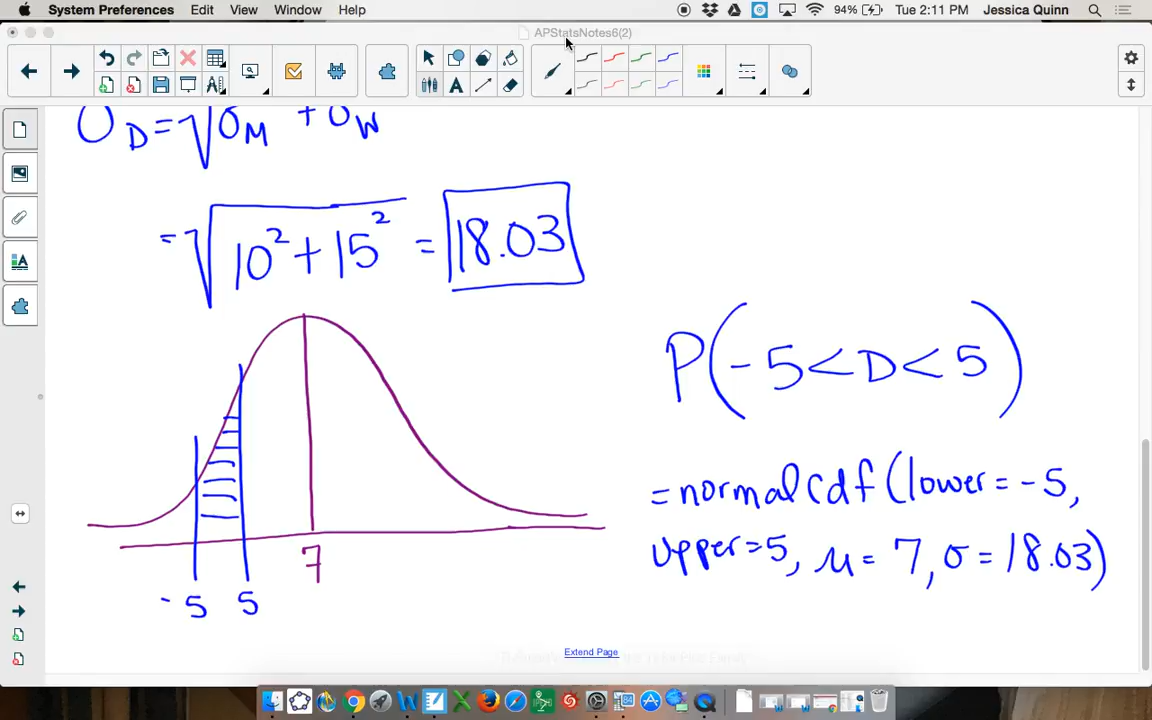 System Preferences Edit View Window Help 94% Tue 2:11 PM Jessica Quinn
APStatsNotes6(2)
σD=√σM + σW
=√10²+15² = 18.03
P(-5<D<5)
=normalcdf(lower=-5,
upper=5, μ=7, σ=18.03)
7
-5 5
Extend Page